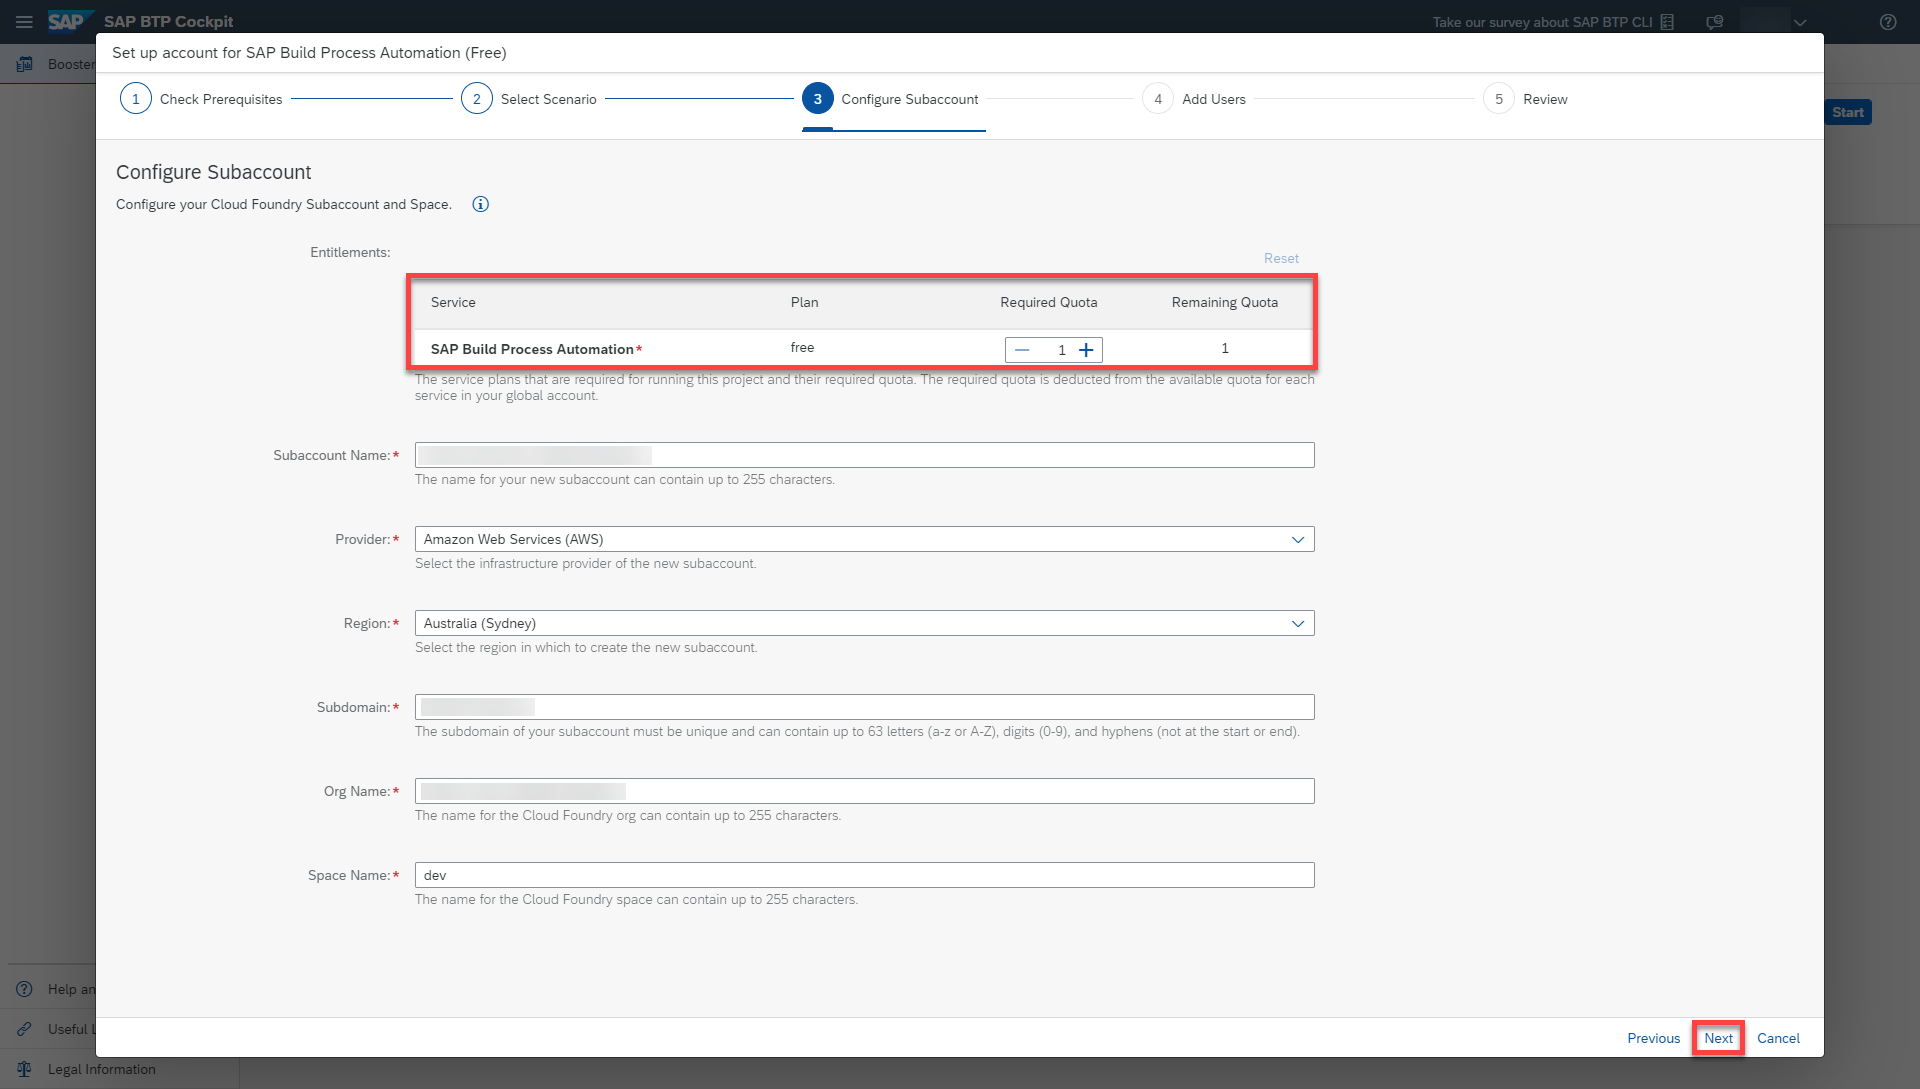 SAP SAP BTP Cockpit
Take our survey about SAP BTP CLI
Set up account for SAP Build Process Automation (Free)
Booster
1 Check Prerequisites
2 Select Scenario
3 Configure Subaccount
4 Add Users
5 Review
Start
Configure Subaccount
Configure your Cloud Foundry Subaccount and Space.
Entitlements:
Reset
Service Plan Required Quota Remaining Quota
SAP Build Process Automation* free 1 1
The service plans that are required for running this project and their required quota. The required quota is deducted from the available quota for each
service in your global account.
Subaccount Name:*
The name for your new subaccount can contain up to 255 characters.
Provider:* Amazon Web Services (AWS)
Select the infrastructure provider of the new subaccount.
Region:* Australia (Sydney)
Select the region in which to create the new subaccount.
Subdomain:*
The subdomain of your subaccount must be unique and can contain up to 63 letters (a-z or A-Z), digits (0-9), and hyphens (not at the start or end).
Org Name:*
The name for the Cloud Foundry org can contain up to 255 characters.
Space Name:* dev
The name for the Cloud Foundry space can contain up to 255 characters.
Help an
Useful L
Legal Information
Previous Next Cancel